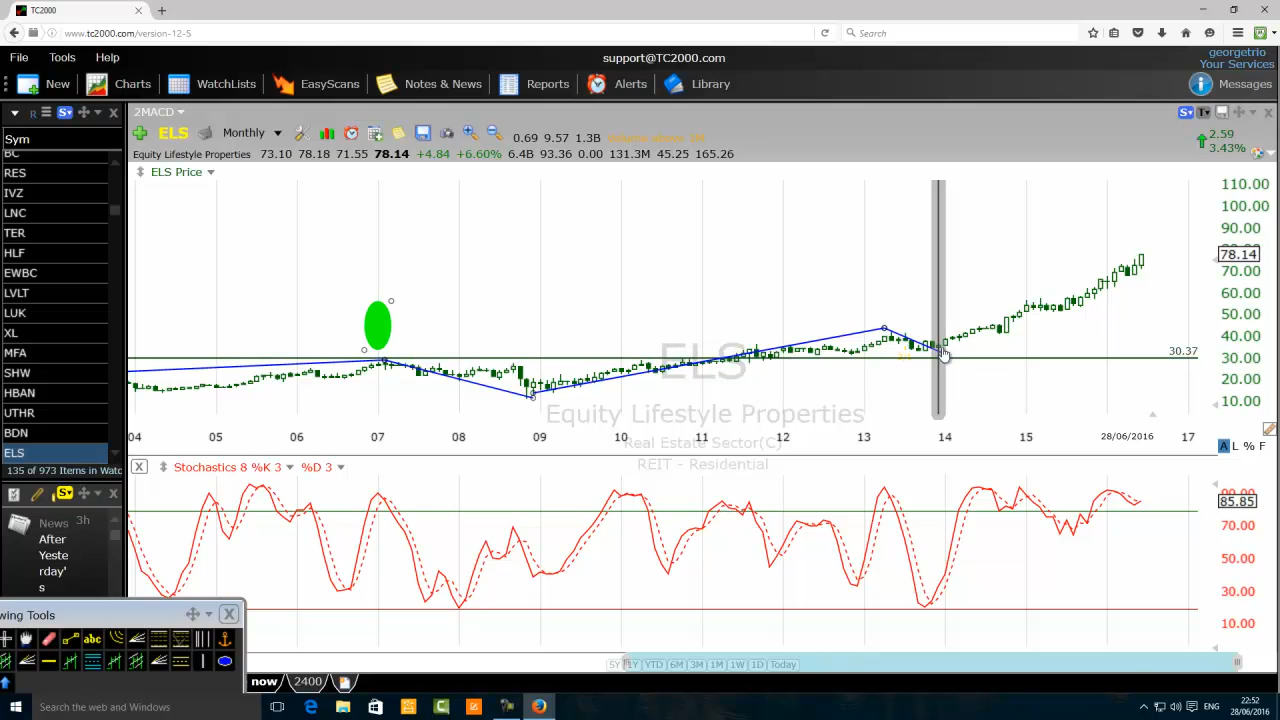 TC2000
www.tc2000.com/version-12-5
Search
File Tools Help
support@TC2000.com
georgetrio
Your Services
New Charts WatchLists EasyScans Notes & News Reports Alerts Library Messages
2MACD
ELS Monthly 0.69 9.57 1.3B Volume above 1M
2.59
3.43%
Equity Lifestyle Properties 73.10 78.18 71.55 78.14 +4.84 +6.60% 6.4B 93.36 0.00 131.3M 45.25 165.26
Sym
BC
RES
IVZ
LNC
TER
HLF
EWBC
LVLT
LUK
XL
MFA
SHW
HBAN
UTHR
BDN
ELS
135 of 973 Items in Watc
ELS Price
110.00
100.00
90.00
78.14
70.00
60.00
50.00
40.00
30.37
30.00
20.00
10.00
ELS
Equity Lifestyle Properties
Real Estate Sector(C)
REIT - Residential
04 05 06 07 08 09 10 11 12 13 14 15 28/06/2016 17
A L % F
Stochastics 8 %K 3 %D 3
90.00
85.85
70.00
50.00
30.00
10.00
News 3h
After
Yeste
rday'
s
wing Tools
abc
5Y 1Y YTD 6M 3M 1M 1W 1D Today
now 2400
Search the web and Windows
ENG
22:52
28/06/2016